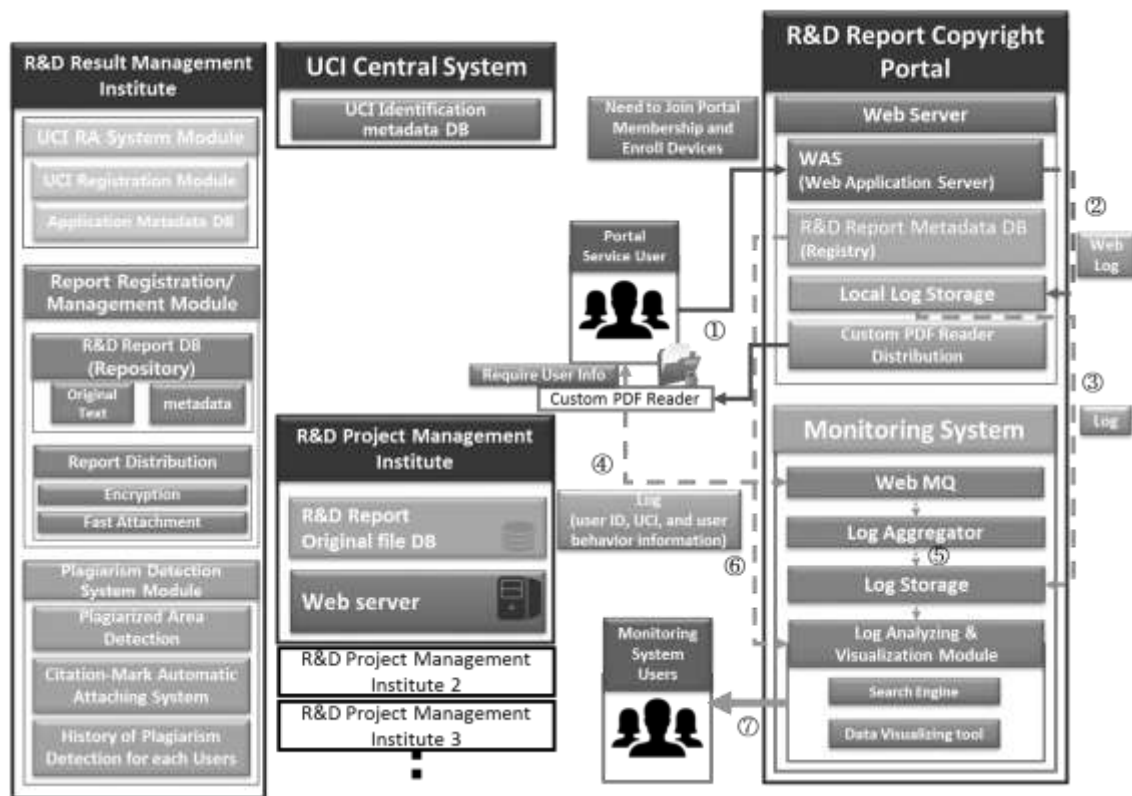 R&D Result Management
Institute
UCI RA System Module
UCI Registration Module
Application Metadata DB
Report Registration/
Management Module
R&D Report DB
(Repository)
Original
Text
metadata
Report Distribution
Encryption
Fast Attachment
Plagiarism Detection
System Module
Plagiarized Area
Detection
Citation-Mark Automatic
Attaching System
History of Plagiarism
Detection for each Users
UCI Central System
UCI Identification
metadata DB
Need to Join Portal
Membership and
Enroll Devices
Portal
Service User
①
Require User Info
Custom PDF Reader
④
Log
(user ID, UCI, and user
behavior information)
⑥
R&D Project Management
Institute
R&D Report
Original file DB
Web server
R&D Project Management
Institute 2
R&D Project Management
Institute 3
Monitoring
System
Users
⑦
R&D Report Copyright
Portal
Web Server
WAS
(Web Application Server)
R&D Report Metadata DB
(Registry)
Local Log Storage
Custom PDF Reader
Distribution
②
Web
Log
③
Log
Monitoring System
Web MQ
Log Aggregator
⑤
Log Storage
Log Analyzing &
Visualization Module
Search Engine
Data Visualizing tool